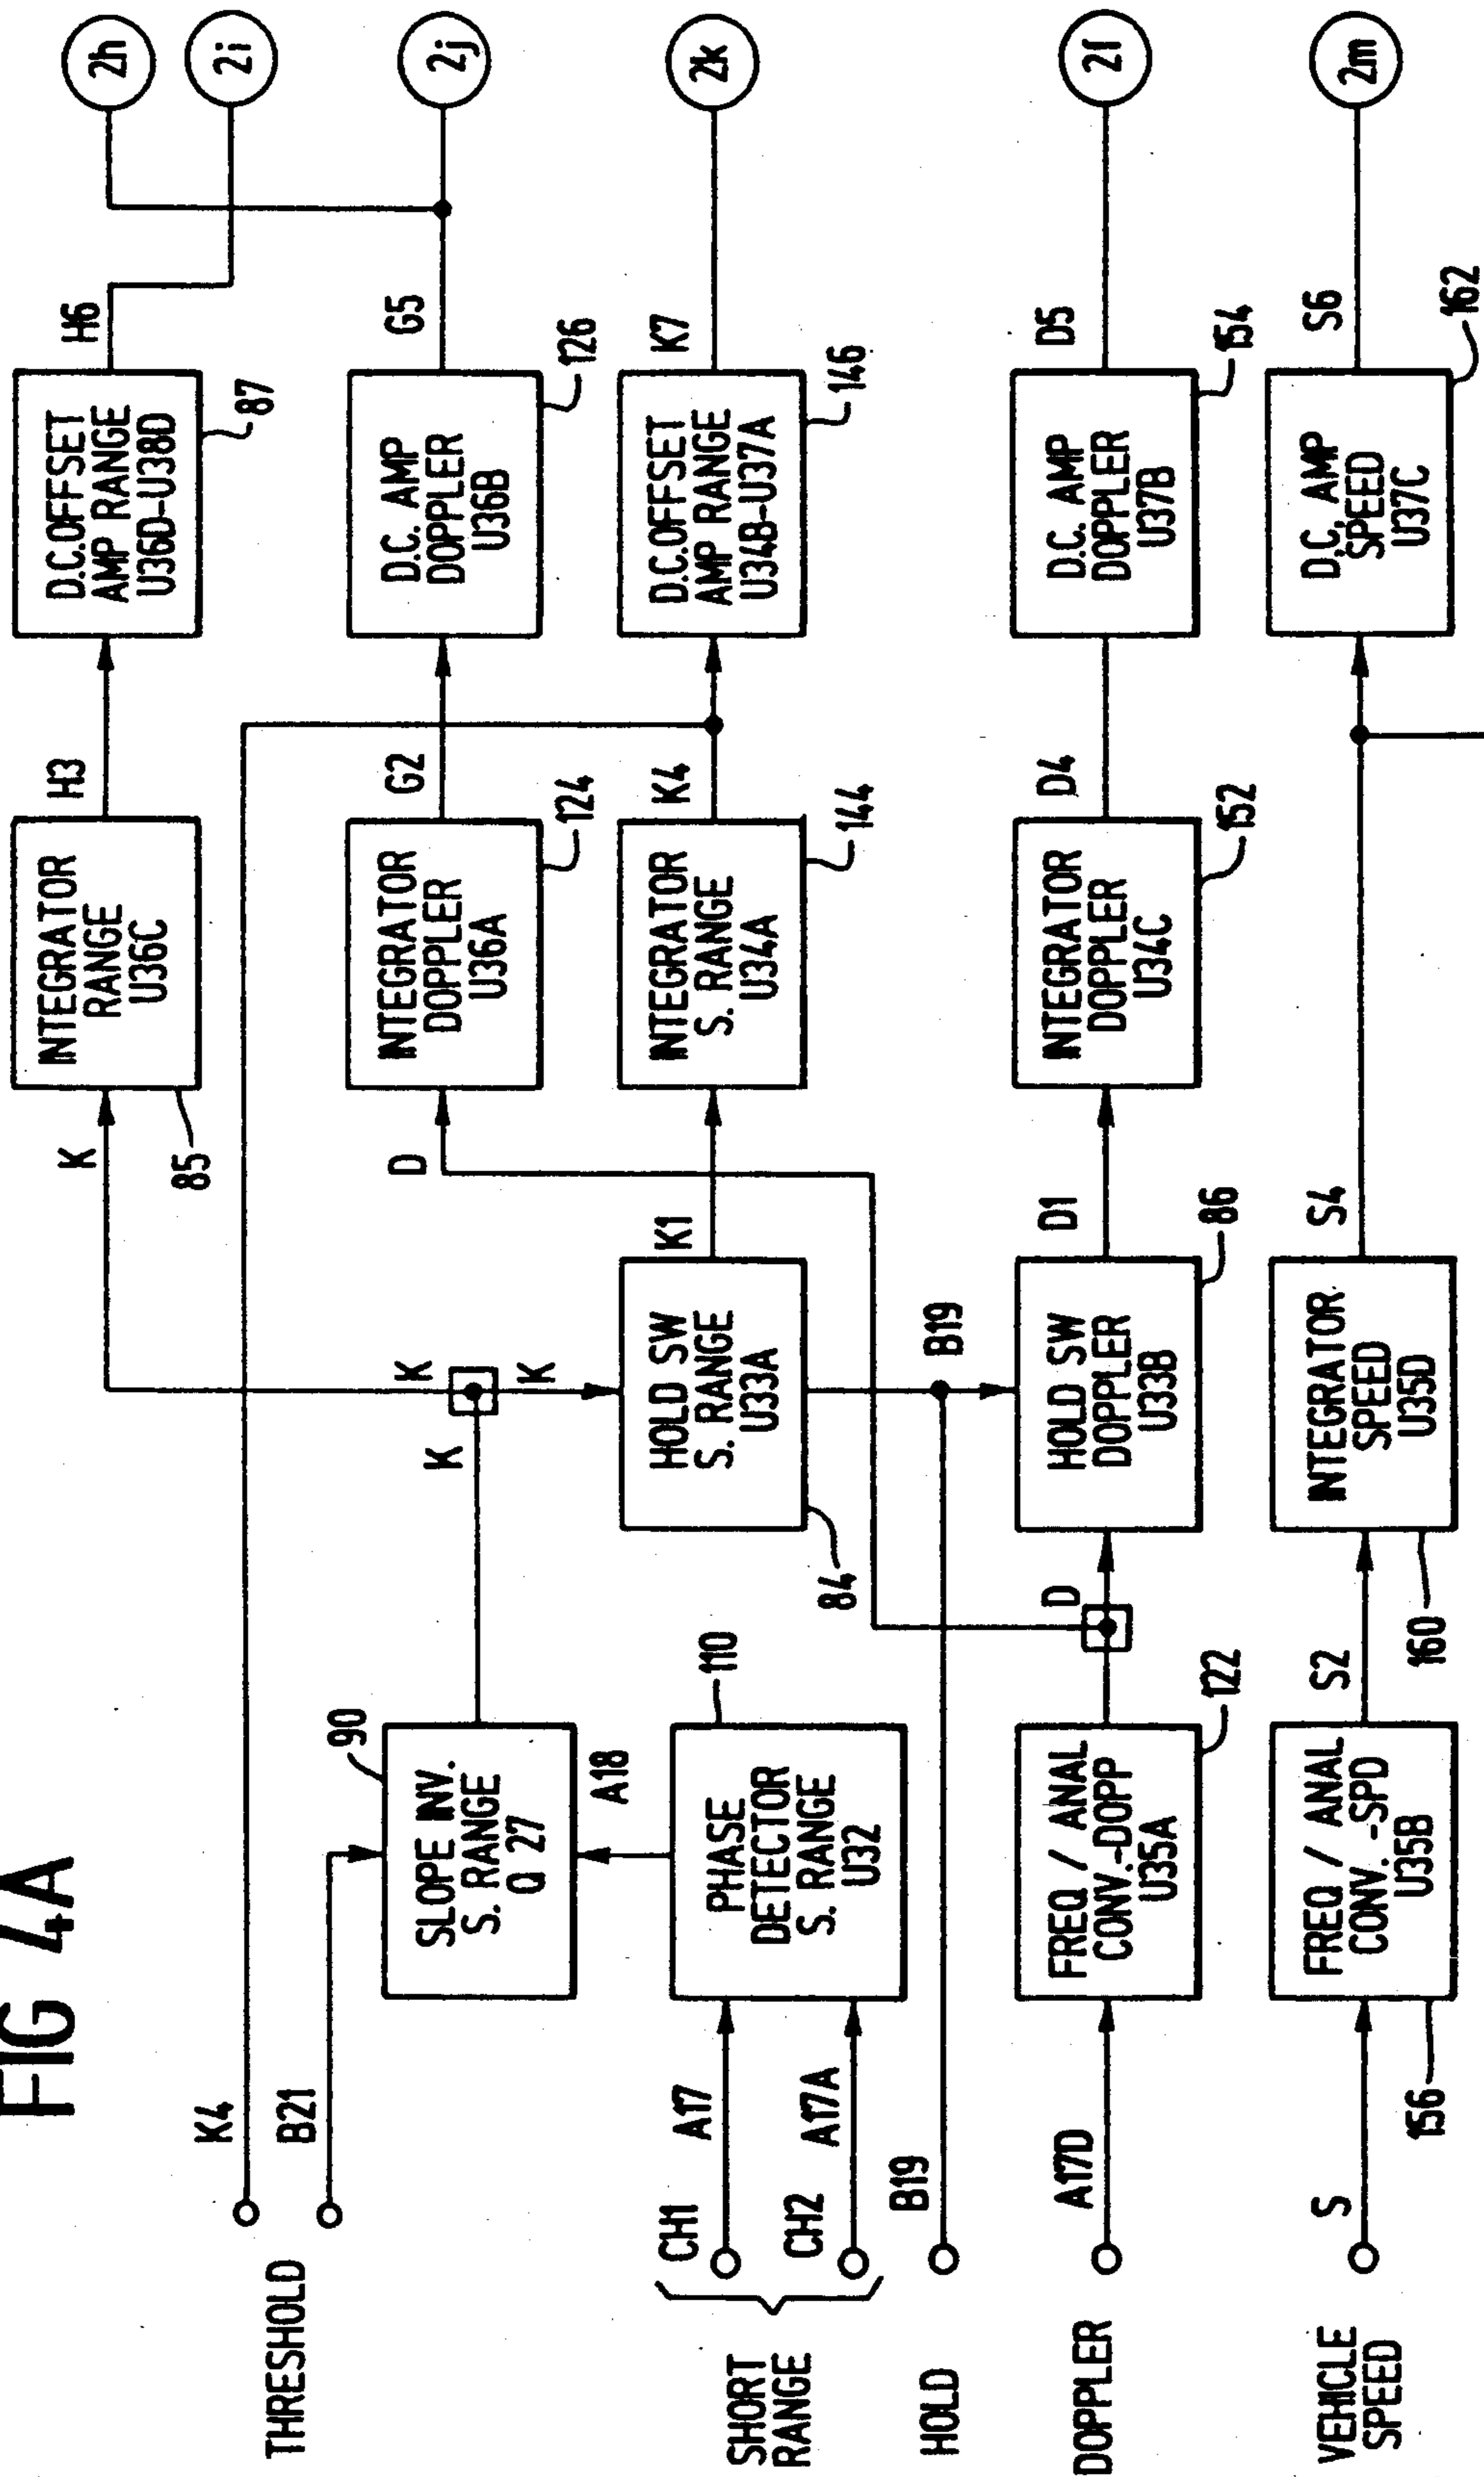 FIG 4A
THRESHOLD
K4
B21
SHORT
RANGE
CH1
A17
CH2
A17A
HOLD
B19
DOPPLER
A17D
VEHICLE
SPEED
S
SLOPE INV.
S. RANGE
Q 27
90
A18
PHASE
DETECTOR
S. RANGE
U32
110
FREQ / ANAL
CONV.-DOPP
U35A
122
FREQ / ANAL
CONV.-SPD
U35B
156
K
K
K
K
HOLD SW
S. RANGE
U33A
84
K1
B19
D
D
HOLD SW
DOPPLER
U33B
86
D1
S2
INTEGRATOR
SPEED
U35D
160
S4
INTEGRATOR
RANGE
U36C
85
H3
INTEGRATOR
DOPPLER
U36A
124
G2
INTEGRATOR
S. RANGE
U34A
144
K4
INTEGRATOR
DOPPLER
U34C
152
D4
D.C.OFFSET
AMP RANGE
U36D-U38D
87
H6
D.C. AMP
DOPPLER
U36B
126
G5
D.C.OFFSET
AMP RANGE
U34B-U37A
146
K7
D.C. AMP
DOPPLER
U37B
154
D5
D.C. AMP
SPEED
U37C
162
S6
2h
2i
2j
2k
2l
2m